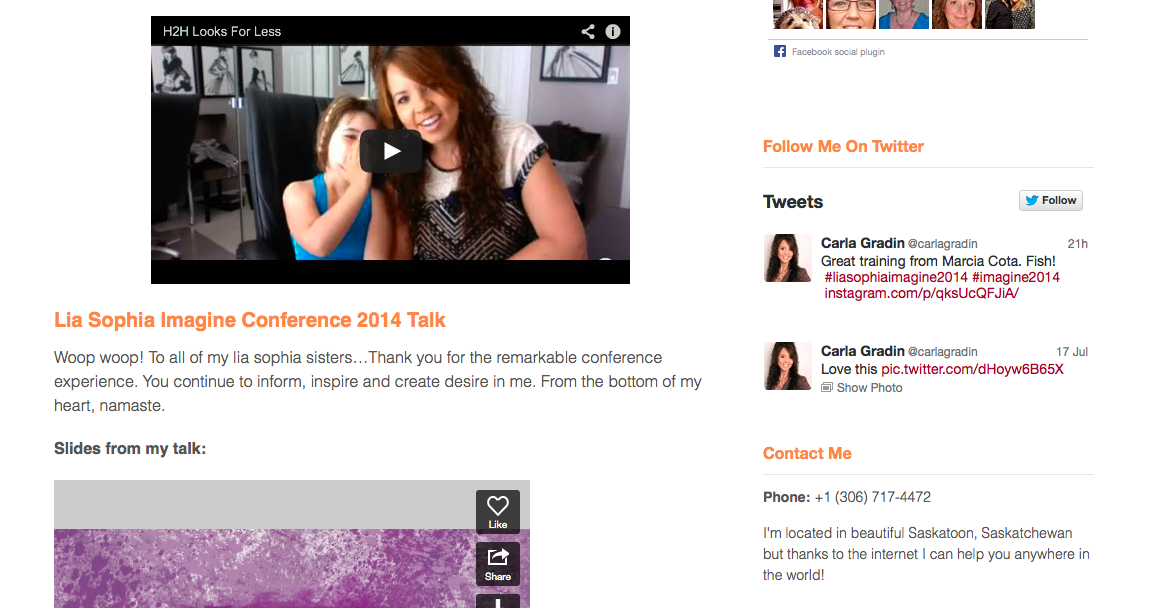 H2H Looks For Less
Lia Sophia Imagine Conference 2014 Talk
Woop woop! To all of my lia sophia sisters…Thank you for the remarkable conference
experience. You continue to inform, inspire and create desire in me. From the bottom of my
heart, namaste.
Slides from my talk:
Like
Share
Facebook social plugin
Follow Me On Twitter
Tweets
Follow
Carla Gradin @carlagradin 21h
Great training from Marcia Cota. Fish!
#liasophiaimagine2014 #imagine2014
instagram.com/p/qksUcQFJiA/
Carla Gradin @carlagradin 17 Jul
Love this pic.twitter.com/dHoyw6B65X
Show Photo
Contact Me
Phone: +1 (306) 717-4472
I'm located in beautiful Saskatoon, Saskatchewan
but thanks to the internet I can help you anywhere in
the world!